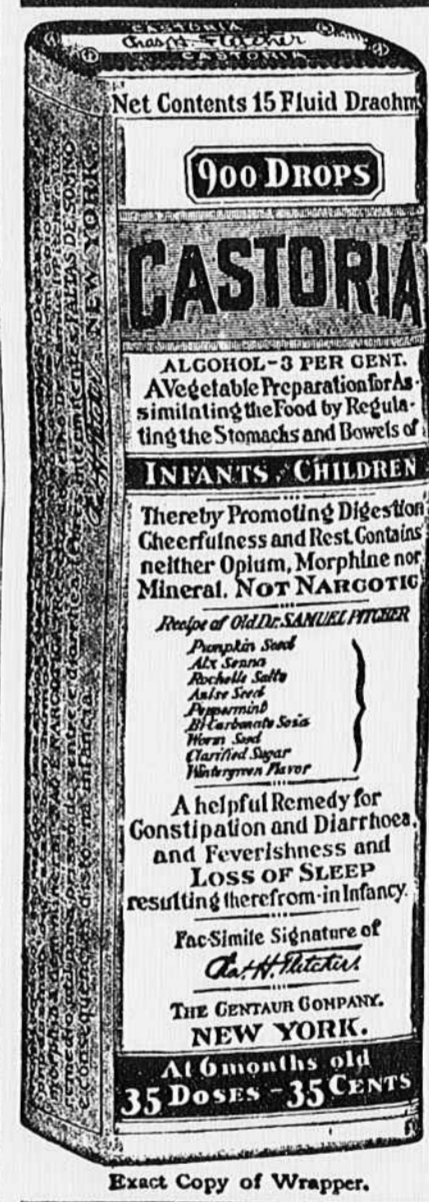 CASTORIA
Chas H. Fletcher
CASTORIA
Net Contents 15 Fluid Drachms
900 DROPS
CASTORIA
ALCOHOL-3 PER CENT.
A Vegetable Preparation for As-
similating the Food by Regula-
ting the Stomachs and Bowels of
INFANTS & CHILDREN
Thereby Promoting Digestion
Cheerfulness and Rest. Contains
neither Opium, Morphine nor
Mineral. NOT NARCOTIC
Recipe of Old Dr. SAMUEL PITCHER
Pumpkin Seed
Alx Senna
Rochelle Salts
Anise Seed
Peppermint
Bi Carbonate Soda
Worm Seed
Clarified Sugar
Wintergreen Flavor
A helpful Remedy for
Constipation and Diarrhoea,
and Feverishness and
LOSS OF SLEEP
resulting therefrom-in Infancy.
Fac-Simile Signature of
Chas. H. Fletcher.
THE CENTAUR COMPANY.
NEW YORK.
At 6 months old
35 DOSES - 35 CENTS
NEW YORK.
Chas H. Fletcher.
Exact Copy of Wrapper.